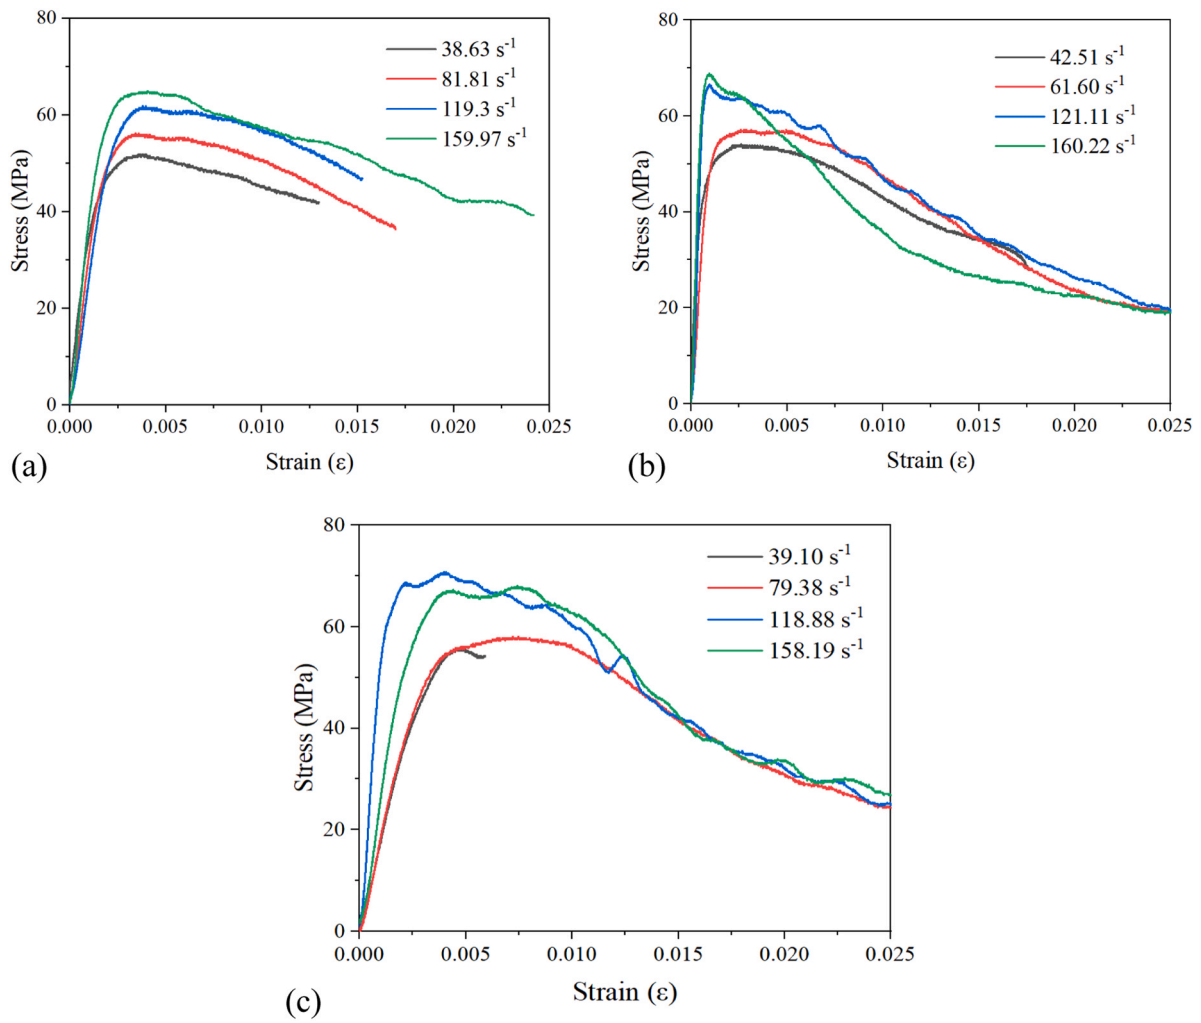 80
60
40
20
0
Stress (MPa)
38.63 s⁻¹
81.81 s⁻¹
119.3 s⁻¹
159.97 s⁻¹
0.000 0.005 0.010 0.015 0.020 0.025
Strain (ε)
(a)
80
60
40
20
0
Stress (MPa)
42.51 s⁻¹
61.60 s⁻¹
121.11 s⁻¹
160.22 s⁻¹
0.000 0.005 0.010 0.015 0.020 0.025
Strain (ε)
(b)
80
60
40
20
0
Stress (MPa)
39.10 s⁻¹
79.38 s⁻¹
118.88 s⁻¹
158.19 s⁻¹
0.000 0.005 0.010 0.015 0.020 0.025
Strain (ε)
(c)